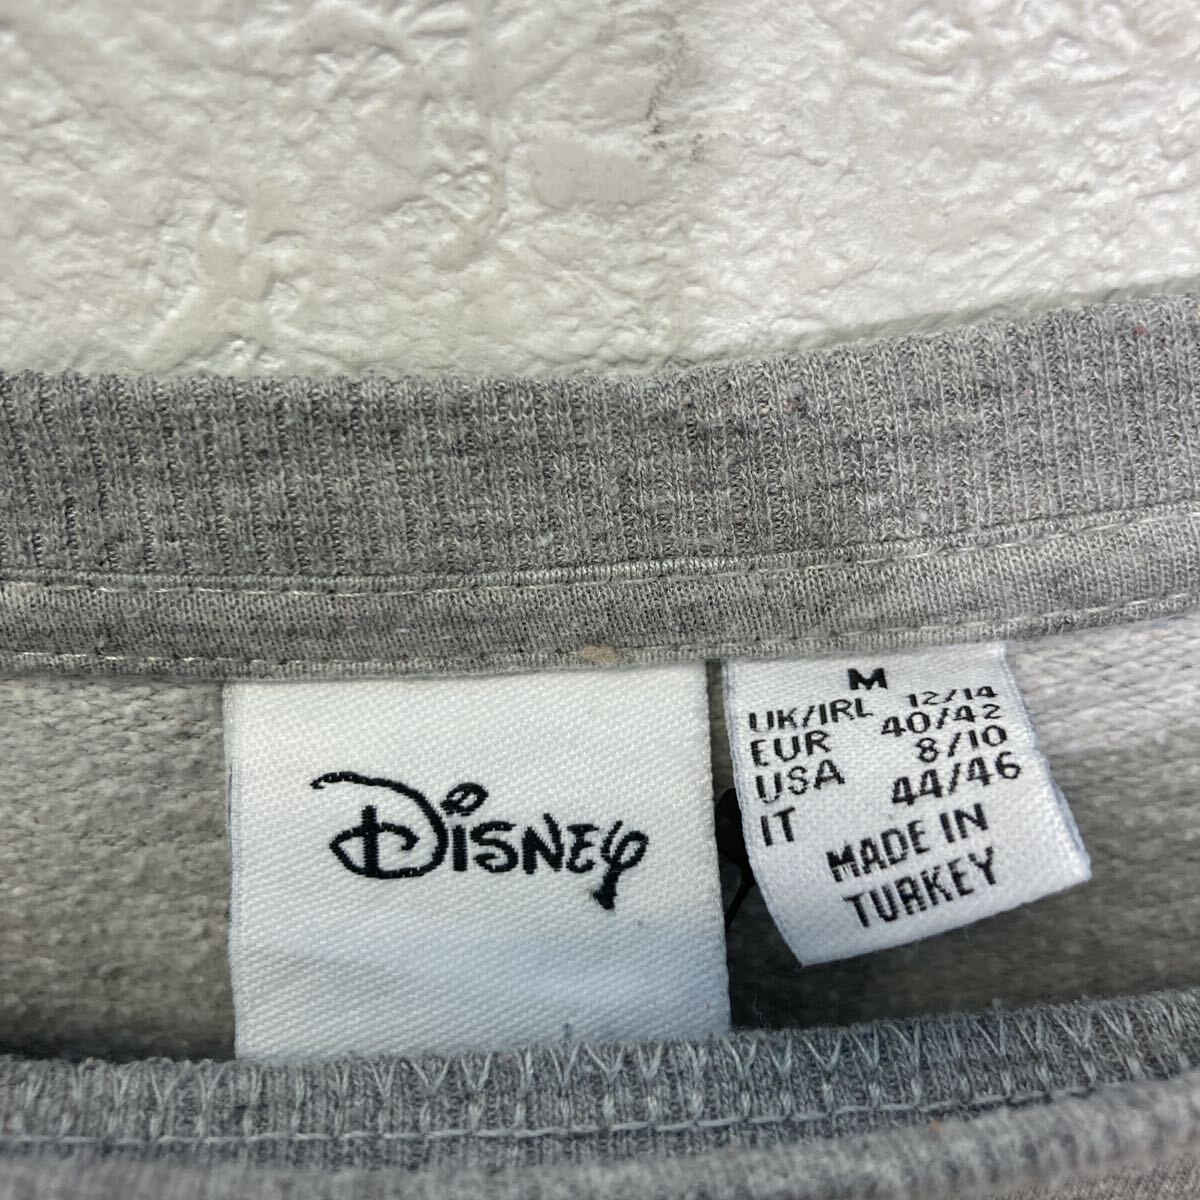 Disney
M
UK/IRL 12/14
EUR 40/42
USA 8/10
IT 44/46
MADE IN
TURKEY